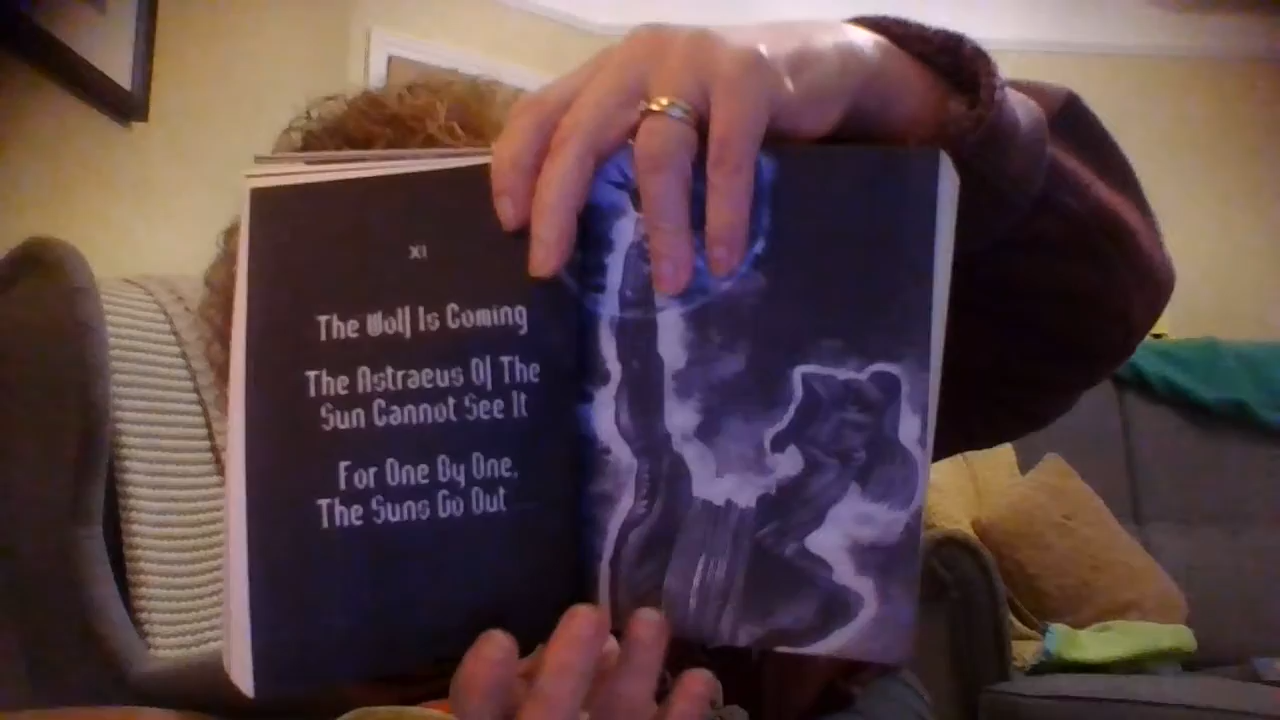 XI
The Wolf Is Coming
The Astraeus Of The
Sun Cannot See It
For One By One,
The Suns Go Out